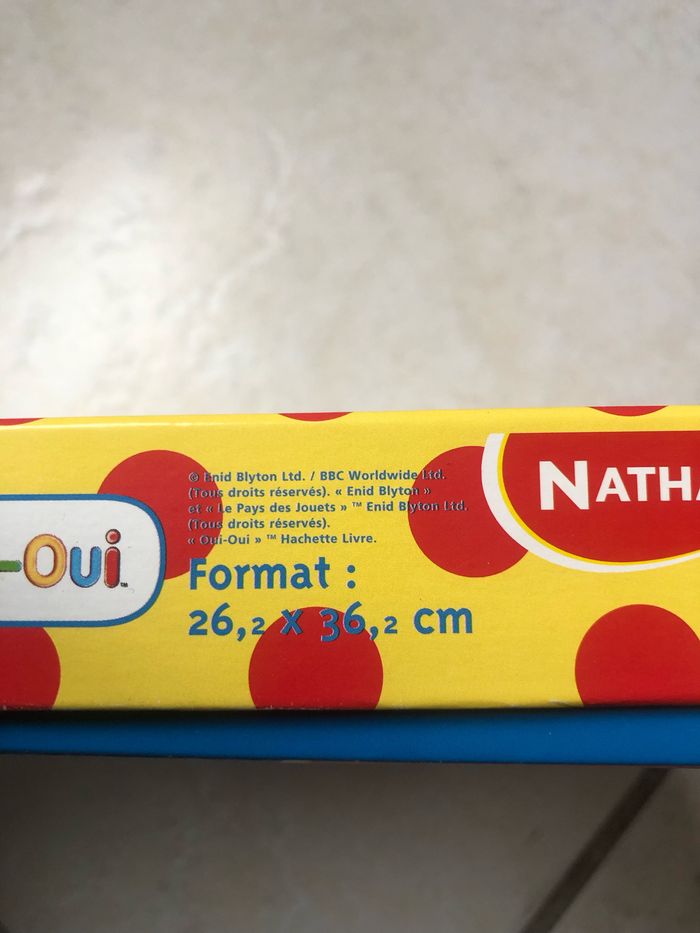 © Enid Blyton Ltd. / BBC Worldwide Ltd.
(Tous droits réservés). « Enid Blyton »
et « Le Pays des Jouets » ™ Enid Blyton Ltd.
(Tous droits réservés).
« Oui-Oui » ™ Hachette Livre.
Format :
26,2 x 36,2 cm
-Oui™
NATHA